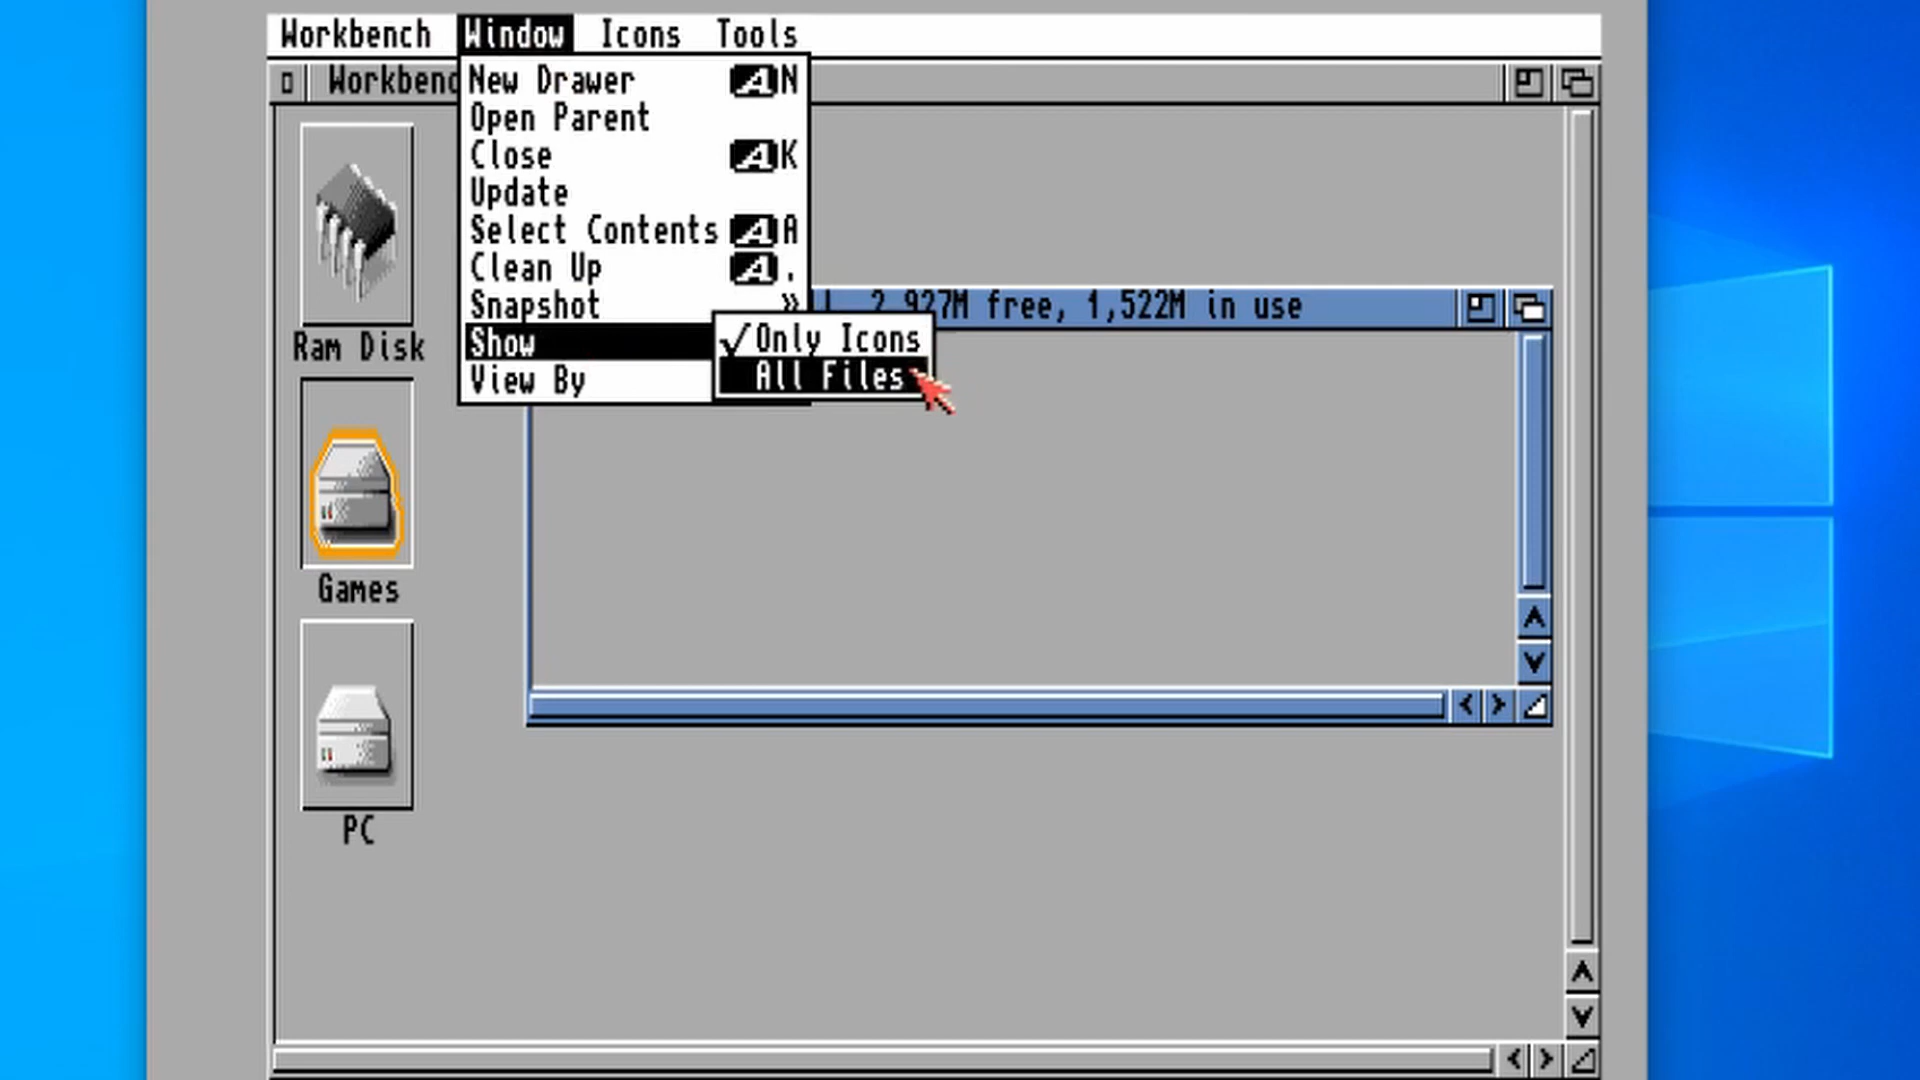 Workbench Window Icons Tools
Workbenc
New Drawer A N
Open Parent
Close A K
Update
Select Contents A A
Clean Up A .
Snapshot »
2,927M free, 1,522M in use
Show
✓Only Icons
All Files
View By
Ram Disk
Games
PC